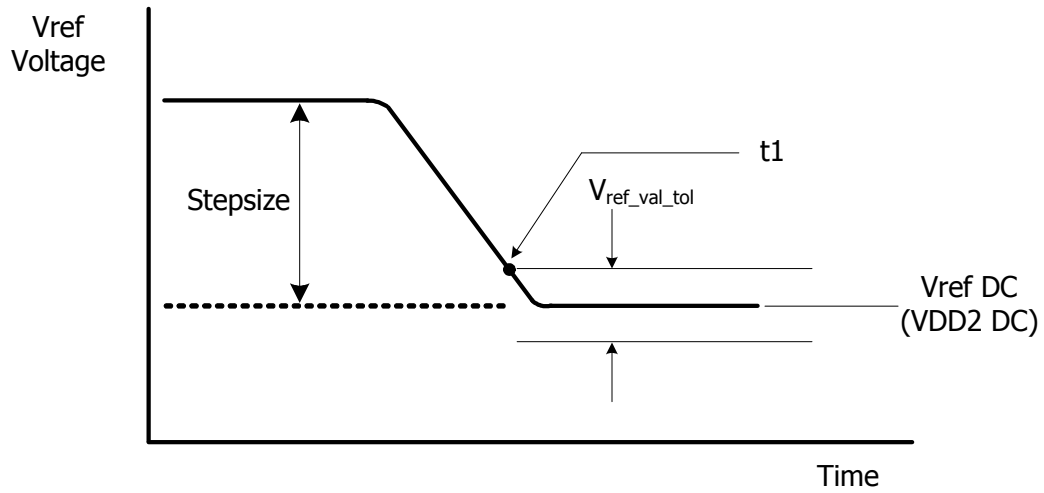 Vref
Voltage
t1
Vref_val_tol
Stepsize
Vref DC
(VDD2 DC)
Time